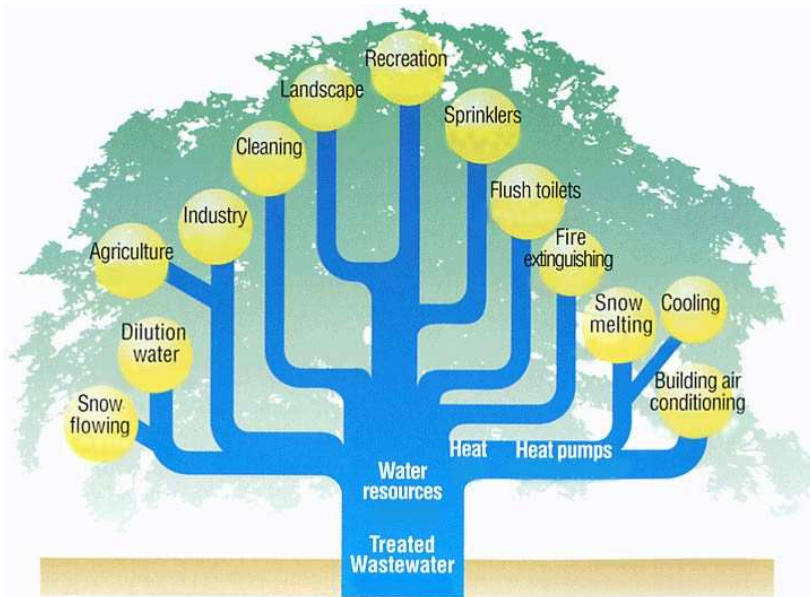 Recreation
Landscape
Sprinklers
Cleaning
Flush toilets
Industry
Fire
extinguishing
Agriculture
Snow
melting
Cooling
Dilution
water
Building air
conditioning
Snow
flowing
Heat
Heat pumps
Water
resources
Treated
Wastewater